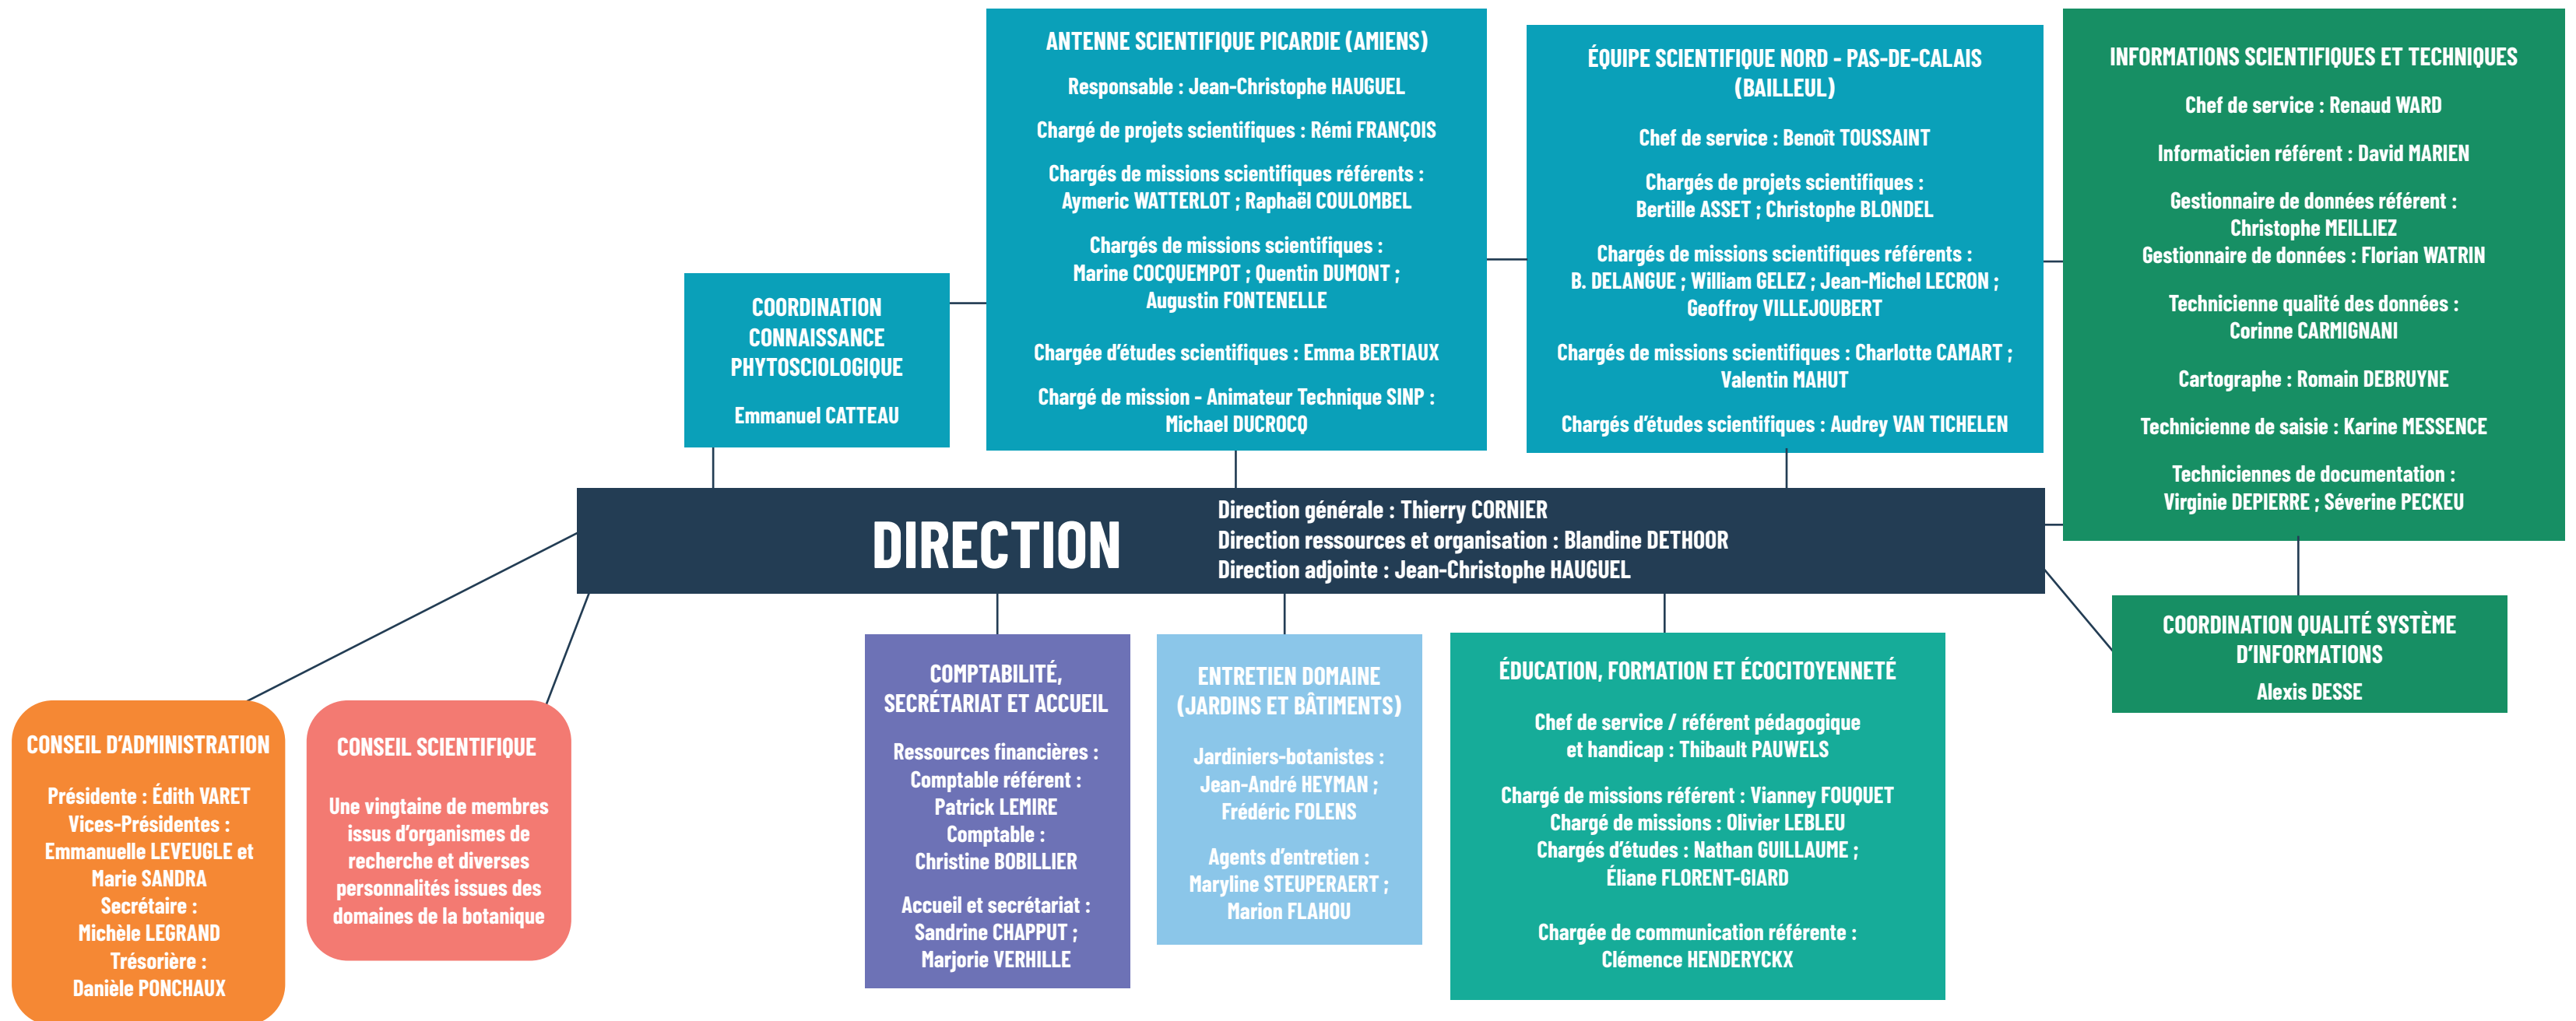 ANTENNE SCIENTIFIQUE PICARDIE (AMIENS)
Responsable : Jean-Christophe HAUGUEL
Chargé de projets scientifiques : Rémi FRANÇOIS
Chargés de missions scientifiques référents :
Aymeric WATTERLOT ; Raphaël COULOMBEL
Chargés de missions scientifiques :
Marine COCQUEMPOT ; Quentin DUMONT ;
Augustin FONTENELLE
Chargée d’études scientifiques : Emma BERTIAUX
Chargé de mission - Animateur Technique SINP :
Michael DUCROCQ
ÉQUIPE SCIENTIFIQUE NORD - PAS-DE-CALAIS
(BAILLEUL)
Chef de service : Benoît TOUSSAINT
Chargés de projets scientifiques :
Bertille ASSET ; Christophe BLONDEL
Chargés de missions scientifiques référents :
B. DELANGUE ; William GELEZ ; Jean-Michel LECRON ;
Geoffroy VILLEJOUBERT
Chargés de missions scientifiques : Charlotte CAMART ;
Valentin MAHUT
Chargés d’études scientifiques : Audrey VAN TICHELEN
INFORMATIONS SCIENTIFIQUES ET TECHNIQUES
Chef de service : Renaud WARD
Informaticien référent : David MARIEN
Gestionnaire de données référent :
Christophe MEILLIEZ
Gestionnaire de données : Florian WATRIN
Technicienne qualité des données :
Corinne CARMIGNANI
Cartographe : Romain DEBRUYNE
Technicienne de saisie : Karine MESSENCE
Techniciennes de documentation :
Virginie DEPIERRE ; Séverine PECKEU
COORDINATION
CONNAISSANCE
PHYTOSCIOLOGIQUE
Emmanuel CATTEAU
DIRECTION
Direction générale : Thierry CORNIER
Direction ressources et organisation : Blandine DETHOOR
Direction adjointe : Jean-Christophe HAUGUEL
COORDINATION QUALITÉ SYSTÈME
D’INFORMATIONS
Alexis DESSE
CONSEIL D’ADMINISTRATION
Présidente : Édith VARET
Vices-Présidentes :
Emmanuelle LEVEUGLE et
Marie SANDRA
Secrétaire :
Michèle LEGRAND
Trésorière :
Danièle PONCHAUX
CONSEIL SCIENTIFIQUE
Une vingtaine de membres
issus d’organismes de
recherche et diverses
personnalités issues des
domaines de la botanique
COMPTABILITÉ,
SECRÉTARIAT ET ACCUEIL
Ressources financières :
Comptable référent :
Patrick LEMIRE
Comptable :
Christine BOBILLIER
Accueil et secrétariat :
Sandrine CHAPPUT ;
Marjorie VERHILLE
ENTRETIEN DOMAINE
(JARDINS ET BÂTIMENTS)
Jardiniers-botanistes :
Jean-André HEYMAN ;
Frédéric FOLENS
Agents d’entretien :
Maryline STEUPERAERT ;
Marion FLAHOU
ÉDUCATION, FORMATION ET ÉCOCITOYENNETÉ
Chef de service / référent pédagogique
et handicap : Thibault PAUWELS
Chargé de missions référent : Vianney FOUQUET
Chargé de missions : Olivier LEBLEU
Chargés d’études : Nathan GUILLAUME ;
Éliane FLORENT-GIARD
Chargée de communication référente :
Clémence HENDERYCKX